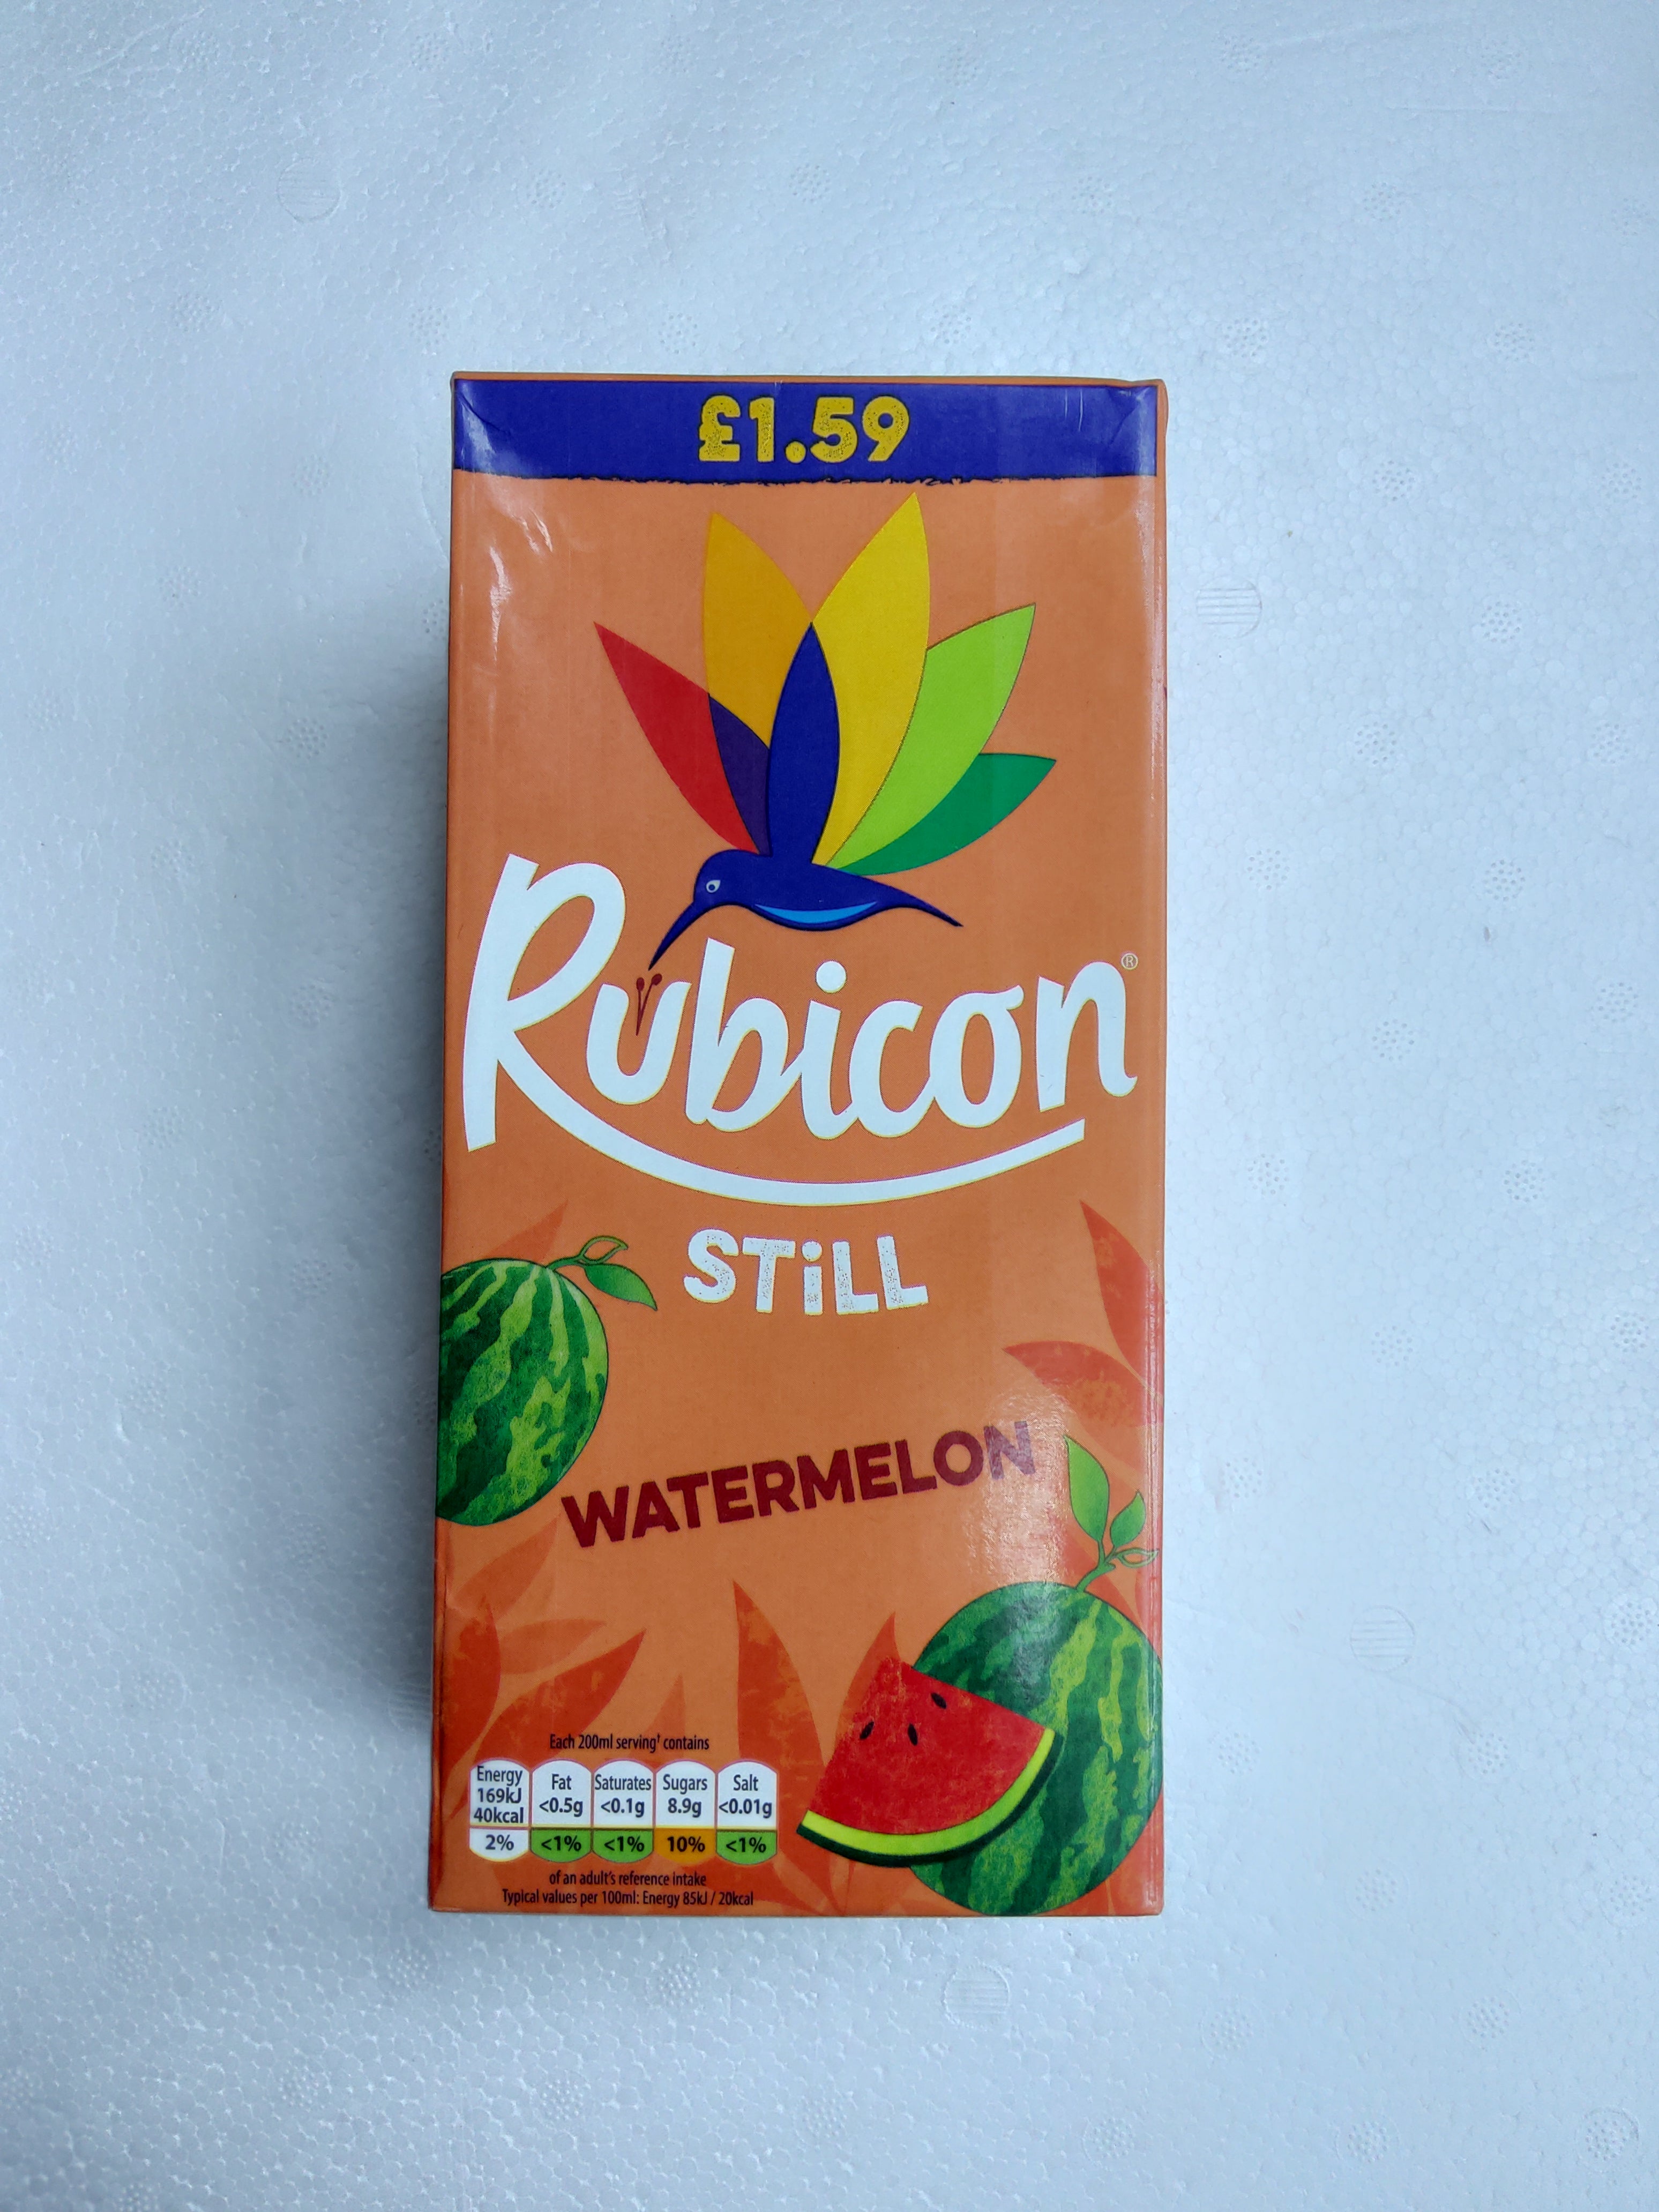 £1.59
Rubicon®
STiLL
WATERMELON
Each 200ml serving† contains
Energy 169kJ 40kcal 2%
Fat <0.5g <1%
Saturates <0.1g <1%
Sugars 8.9g 10%
Salt <0.01g <1%
of an adult's reference intake
Typical values per 100ml: Energy 85kJ / 20kcal